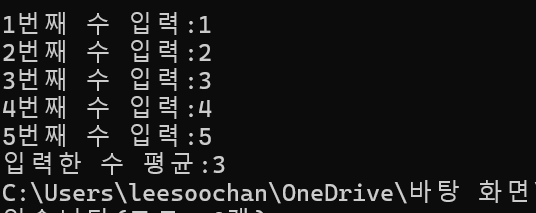 1번째 수 입력:1
2번째 수 입력:2
3번째 수 입력:3
4번째 수 입력:4
5번째 수 입력:5
입력한 수 평균:3
C:\Users\leesoochan\OneDrive\바탕 화면\